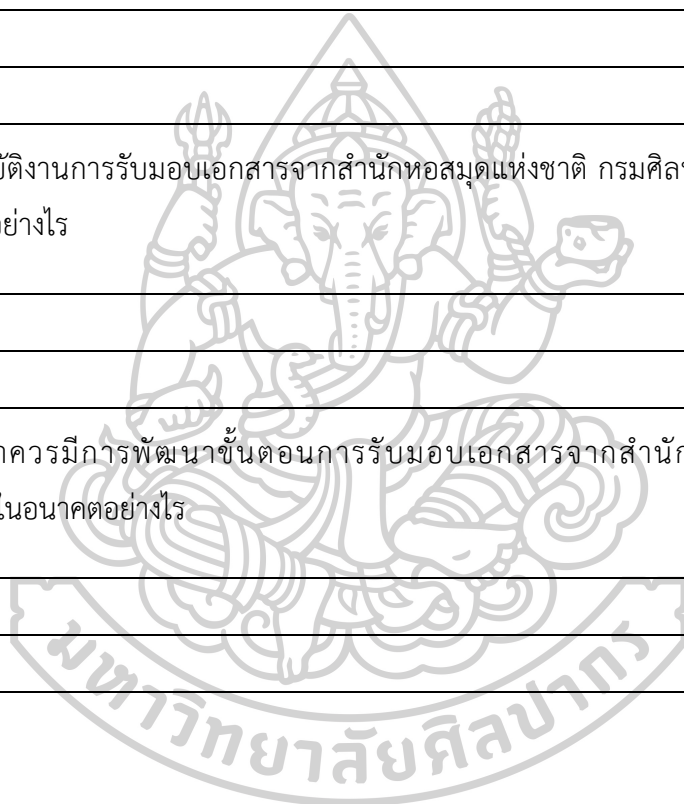 บัติงานการรับมอบเอกสารจากสำนักหอสมุดแห่งชาติ กรมศิลป
อย่างไร
าควรมีการพัฒนาขั้นตอนการรับมอบเอกสารจากสำนัก
ในอนาคตอย่างไร
มหาวิทยาลัยศิลปากร